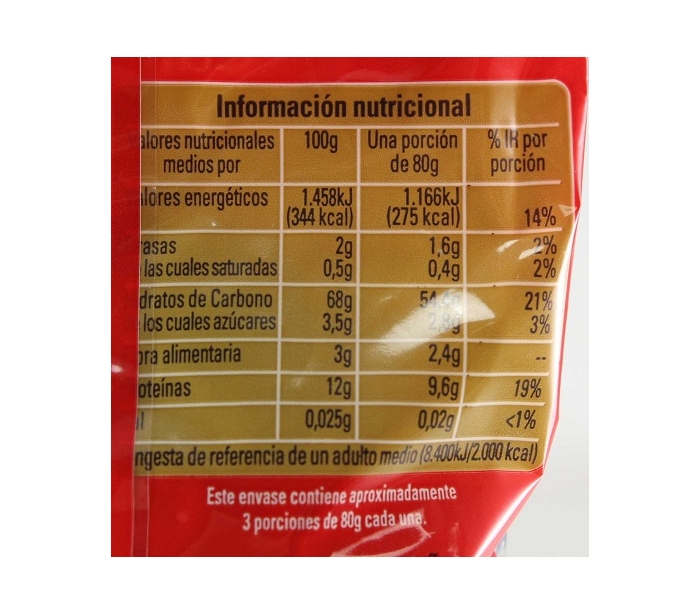 Información nutricional
alores nutricionales 100g Una porción % IR por
medios por de 80g porción
lores energéticos 1.458kJ 1.166kJ
(344 kcal) (275 kcal) 14%
rasas 2g 1,6g 2%
las cuales saturadas 0,5g 0,4g 2%
dratos de Carbono 68g 21%
los cuales azúcares 3,5g 2,8g 3%
bra alimentaria 3g 2,4g --
oteínas 12g 9,6g 19%
l 0,025g 0,02g <1%
ngesta de referencia de un adulto medio (8.400kJ/2.000 kcal)
Este envase contiene aproximadamente
3 porciones de 80g cada una.